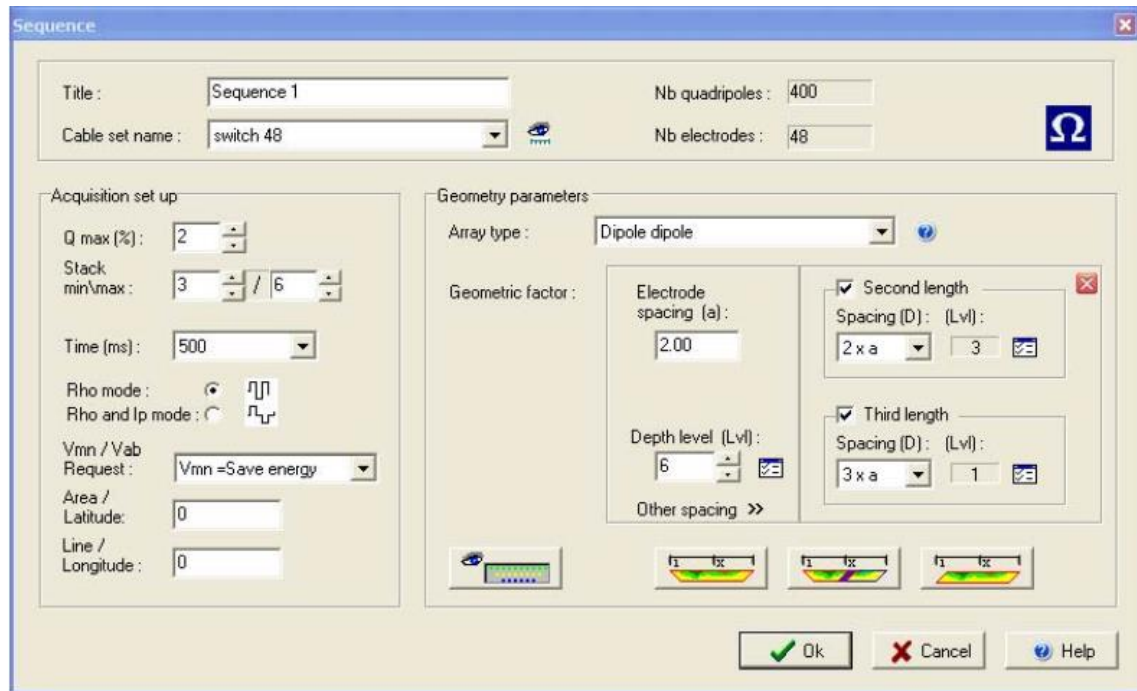 Sequence
Title : Sequence 1 Nb quadripoles : 400
Cable set name : switch 48 Nb electrodes : 48
Ω
Acquisition set up
Q max (%) : 2
Stack
min\max : 3 / 6
Time (ms) : 500
Rho mode :
Rho and Ip mode :
Vmn / Vab
Request : Vmn =Save energy
Area /
Latitude: 0
Line /
Longitude : 0
Geometry parameters
Array type : Dipole dipole
Geometric factor :
Electrode
spacing (a) :
2.00
Depth level (Lvl) :
6
Other spacing >>
Second length
Spacing (D) : (Lvl) :
2 x a 3
Third length
Spacing (D) : (Lvl) :
3 x a 1
1 x 1 x 1
Ok Cancel Help